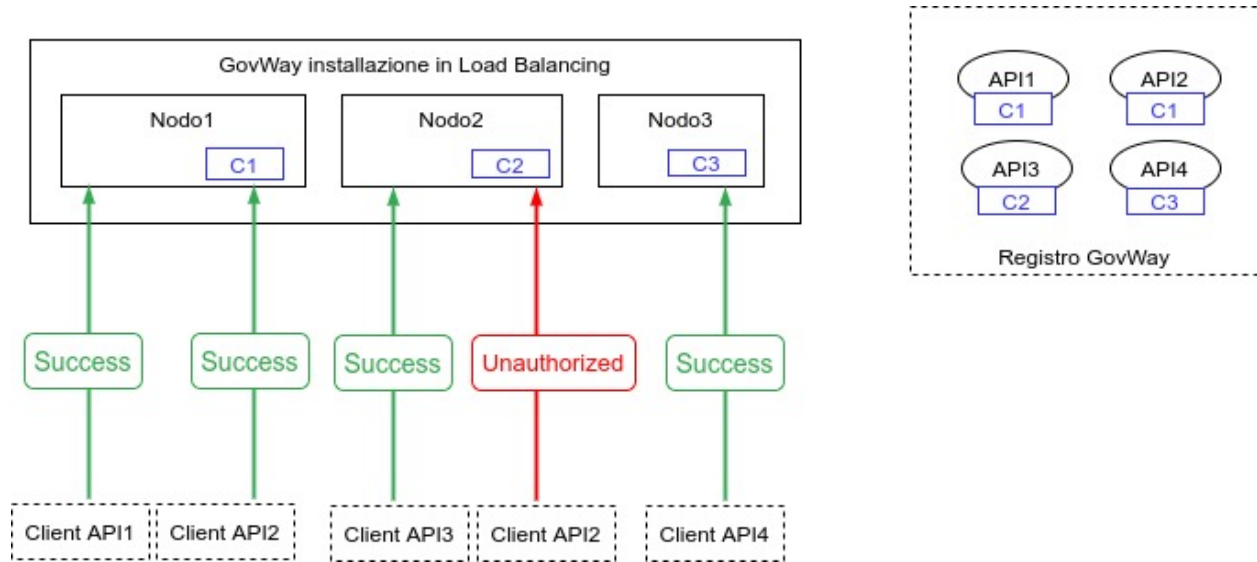 GovWay installazione in Load Balancing
Nodo1
C1
Nodo2
C2
Nodo3
C3
Success
Success
Success
Unauthorized
Success
Client API1
Client API2
Client API3
Client API2
Client API4
API1
C1
API2
C1
API3
C2
API4
C3
Registro GovWay